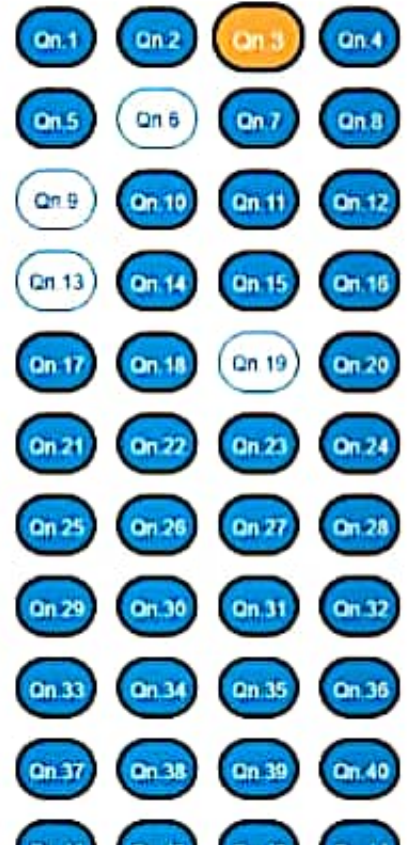 Qn.1 Qn.2 Qn.3 Qn.4
Qn.5 Qn 6 Qn.7 Qn.8
Qn.9 Qn.10 Qn.11 Qn.12
Qn.13 Qn.14 Qn.15 Qn.16
Qn.17 Qn.18 Qn.19 Qn.20
Qn.21 Qn.22 Qn.23 Qn.24
Qn.25 Qn.26 Qn.27 Qn.28
Qn.29 Qn.30 Qn.31 Qn.32
Qn.33 Qn.34 Qn.35 Qn.36
Qn.37 Qn.38 Qn.39 Qn.40